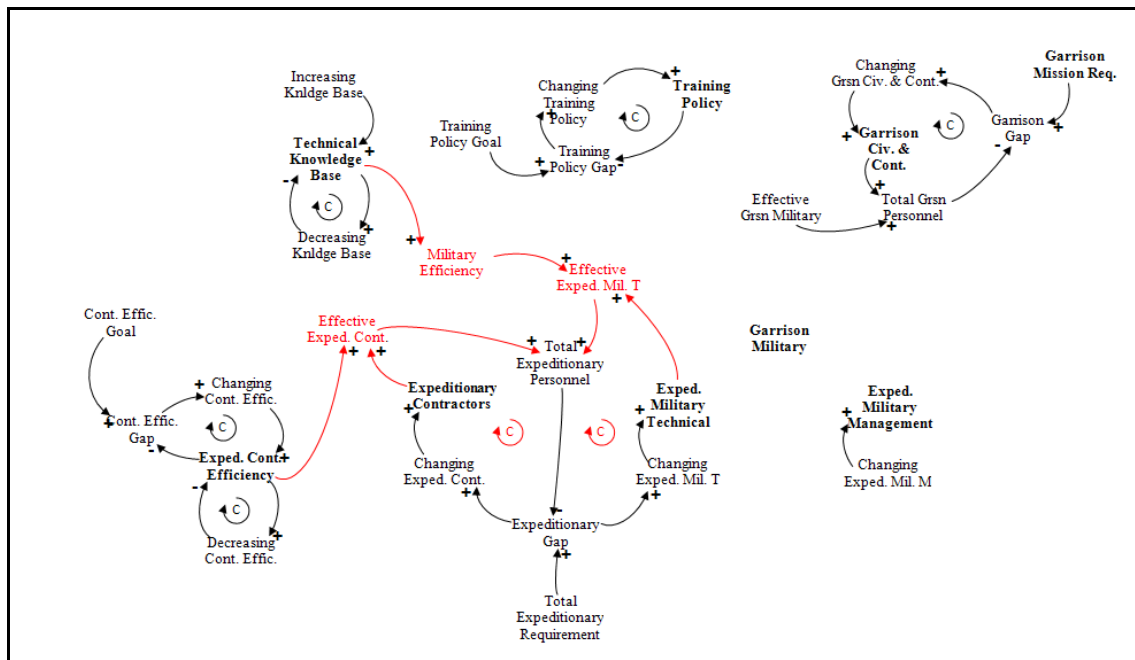 Increasing
Knldge Base
Technical
Knowledge
Base
Decreasing
Knldge Base
C
Changing
Training
Policy
Training
Policy
Training
Policy Goal
Training
Policy Gap
C
Changing
Grsn Civ. & Cont.
Garrison
Mission Req.
Garrison
Gap
Garrison
Civ. &
Cont.
C
Effective
Grsn Military
Total Grsn
Personnel
Military
Efficiency
Effective
Exped. Mil. T
Cont. Effic.
Goal
Effective
Exped. Cont.
Total
Expeditionary
Personnel
Garrison
Military
Changing
Cont. Effic.
Cont. Effic.
Gap
C
Exped. Cont.
Efficiency
C
Decreasing
Cont. Effic.
Expeditionary
Contractors
C
C
Exped.
Military
Technical
Changing
Exped. Cont.
Changing
Exped. Mil. T
Exped.
Military
Management
Changing
Exped. Mil. M
Expeditionary
Gap
Total
Expeditionary
Requirement